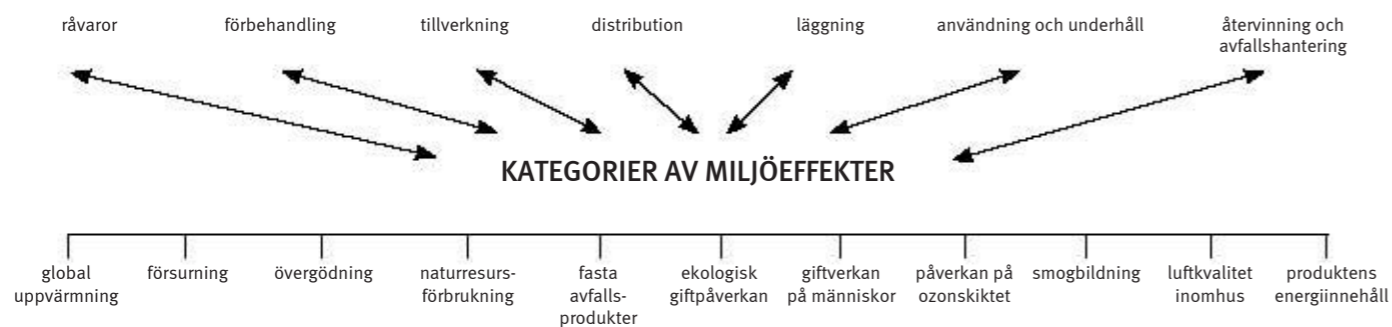 råvaror
förbehandling
tillverkning
distribution
läggning
användning och underhåll
återvinning och
avfallshantering
KATEGORIER AV MILJÖEFFEKTER
global
uppvärmning
försurning
övergödning
naturresurs-
förbrukning
fasta
avfalls-
produkter
ekologisk
giftpåverkan
giftverkan
på människor
påverkan på
ozonskiktet
smogbildning
luftkvalitet
inomhus
produktens
energiinnehåll